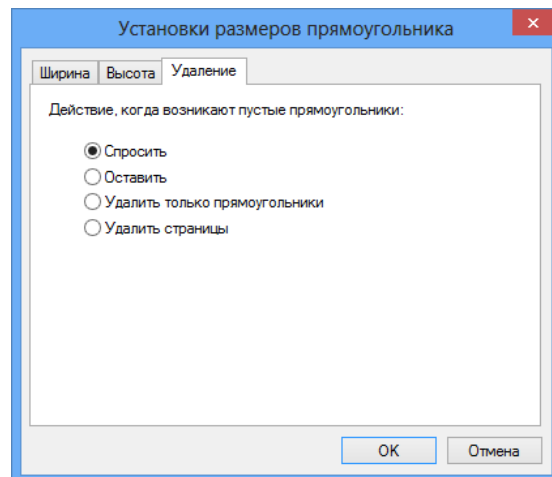 Установки размеров прямоугольника
Ширина Высота Удаление
Действие, когда возникают пустые прямоугольники:
Спросить
Оставить
Удалить только прямоугольники
Удалить страницы
OK Отмена